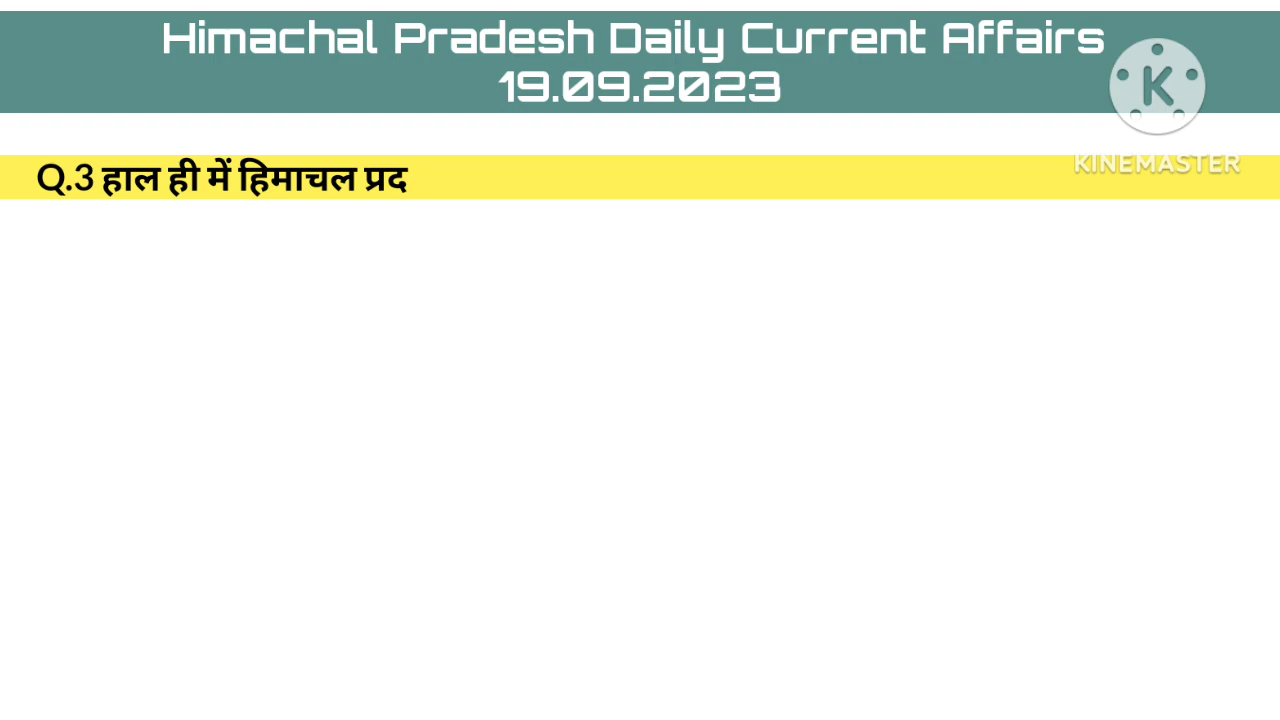 Himachal Pradesh Daily Current Affairs
19.09.2023
K
KINEMASTER
Q.3 हाल ही में हिमाचल प्रद